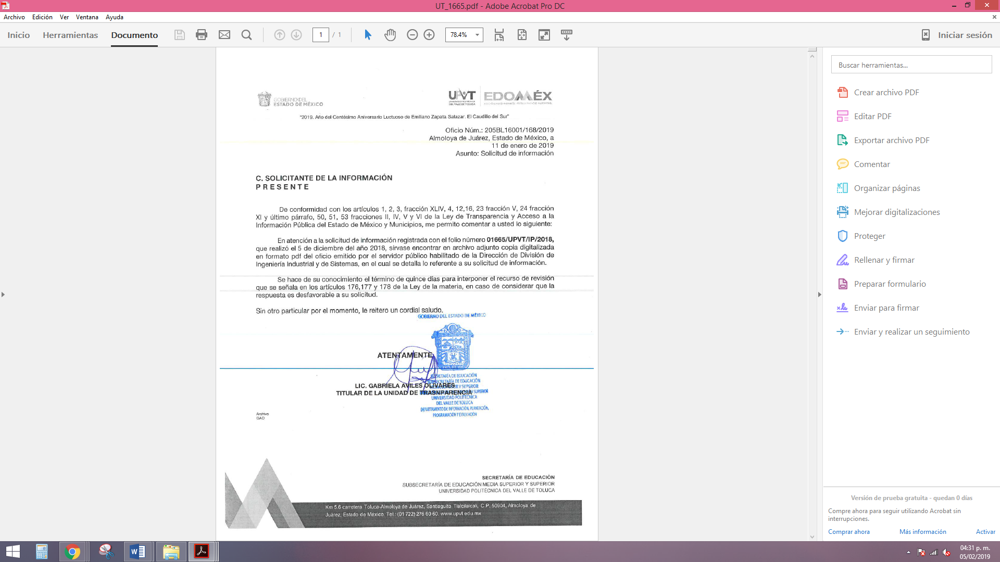 UT_1665.pdf - Adobe Acrobat Pro DC
Archivo Edición Ver Ventana Ayuda
Inicio Herramientas Documento 1 / 1 78.4% Iniciar sesión
GOBIERNO DEL
ESTADO DE MÉXICO
UPVT EDOMÉX
"2019. Año del Centésimo Aniversario Luctuoso de Emiliano Zapata Salazar. El Caudillo del Sur"
Oficio Núm.: 205BL16001/168/2019
Almoloya de Juárez, Estado de México, a
11 de enero de 2019
Asunto: Solicitud de información
C. SOLICITANTE DE LA INFORMACIÓN
P R E S E N T E
De conformidad con los artículos 1, 2, 3, fracción XLIV, 4, 12,16, 23 fracción V, 24 fracción
XI y último párrafo, 50, 51, 53 fracciones II, IV, V y VI de la Ley de Transparencia y Acceso a la
Información Pública del Estado de México y Municipios, me permito comentar a usted lo siguiente:
En atención a la solicitud de información registrada con el folio número 01665/UPVT/IP/2018,
que realizó el 5 de diciembre del año 2018, sírvase encontrar en archivo adjunto copia digitalizada
en formato pdf del oficio emitido por el servidor público habilitado de la Dirección de División de
Ingeniería Industrial y de Sistemas, en el cual se detalla lo referente a su solicitud de información.
Se hace de su conocimiento el término de quince días para interponer el recurso de revisión
que se señala en los artículos 176,177 y 178 de la Ley de la materia, en caso de considerar que la
respuesta es desfavorable a su solicitud.
Sin otro particular por el momento, le reitero un cordial saludo.
GOBIERNO DEL ESTADO DE MÉXICO
ATENTAMENTE
SECRETARÍA DE EDUCACIÓN
SUBSECRETARÍA DE EDUCACIÓN
MEDIA SUPERIOR Y SUPERIOR
SUPERIOR
UNIVERSIDAD POLITÉCNICA
DEL VALLE DE TOLUCA
DEPARTAMENTO DE INFORMACIÓN, PLANEACIÓN,
PROGRAMACIÓN Y EVALUACIÓN
LIC. GABRIELA AVILES OLIVARES
TITULAR DE LA UNIDAD DE TRASNPARENCIA
Archivo
GAO
SECRETARÍA DE EDUCACIÓN
SUBSECRETARÍA DE EDUCACIÓN MEDIA SUPERIOR Y SUPERIOR
UNIVERSIDAD POLITÉCNICA DEL VALLE DE TOLUCA
Km 5.6 carretera Toluca-Almoloya de Juárez, Santiaguito Tlalcilalcali, C.P. 50904, Almoloya de
Juárez, Estado de México. Tel.: (01 722) 276 60 60. www.upvt.edu.mx
Buscar herramientas...
Crear archivo PDF
Editar PDF
Exportar archivo PDF
Comentar
Organizar páginas
Mejorar digitalizaciones
Proteger
Rellenar y firmar
Preparar formulario
Enviar para firmar
Enviar y realizar un seguimiento
Versión de prueba gratuita - quedan 0 días
Compre ahora para seguir utilizando Acrobat sin
interrupciones.
Comprar ahora Más información Activar
04:31 p. m.
05/02/2019